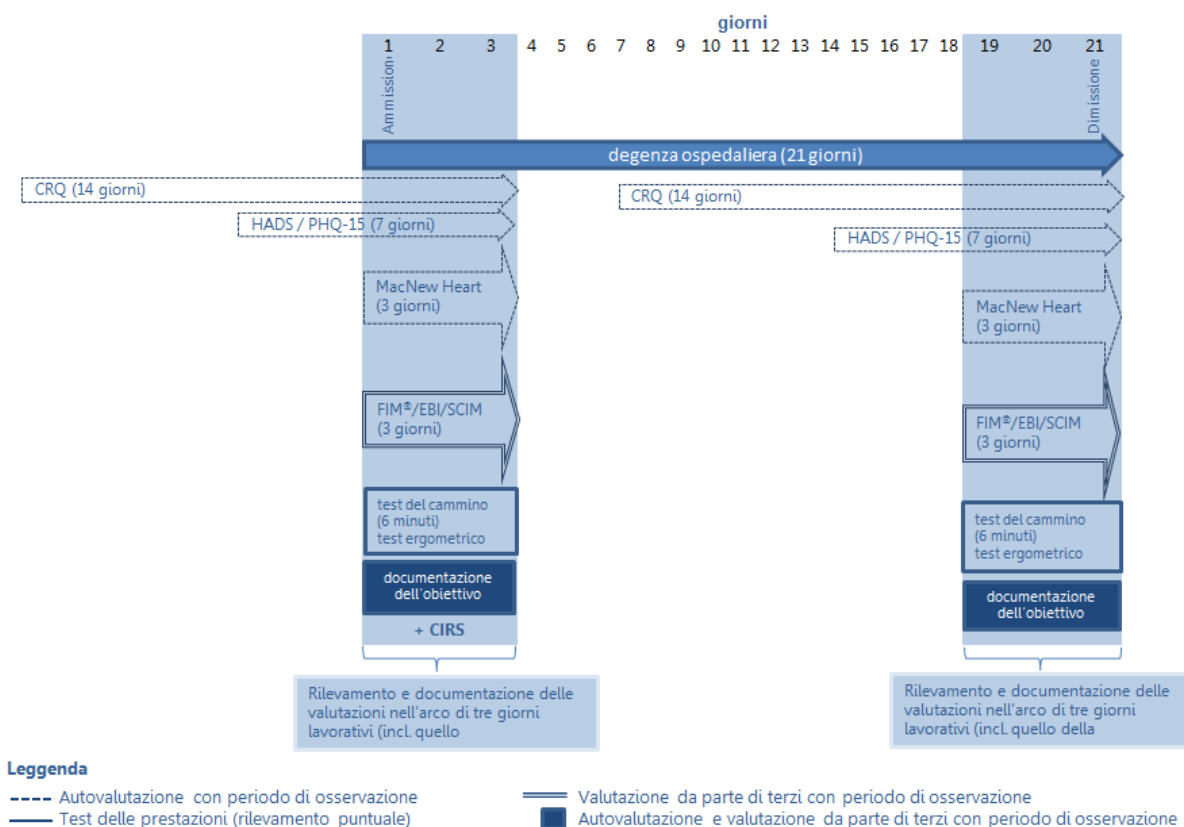 giorni
1 2 3 4 5 6 7 8 9 10 11 12 13 14 15 16 17 18 19 20 21
Ammission
Dimissione
degenza ospedaliera (21 giorni)
CRQ (14 giorni)
CRQ (14 giorni)
HADS / PHQ-15 (7 giorni)
HADS / PHQ-15 (7 giorni)
MacNew Heart
(3 giorni)
MacNew Heart
(3 giorni)
FIM®/EBI/SCIM
(3 giorni)
FIM®/EBI/SCIM
(3 giorni)
test del cammino
(6 minuti)
test ergometrico
test del cammino
(6 minuti)
test ergometrico
documentazione
dell'obiettivo
documentazione
dell'obiettivo
+ CIRS
Rilevamento e documentazione delle
valutazioni nell'arco di tre giorni
lavorativi (incl. quello
Rilevamento e documentazione delle
valutazioni nell'arco di tre giorni
lavorativi (incl. quello della
Leggenda
Autovalutazione con periodo di osservazione
Valutazione da parte di terzi con periodo di osservazione
Test delle prestazioni (rilevamento puntuale)
Autovalutazione e valutazione da parte di terzi con periodo di osservazione